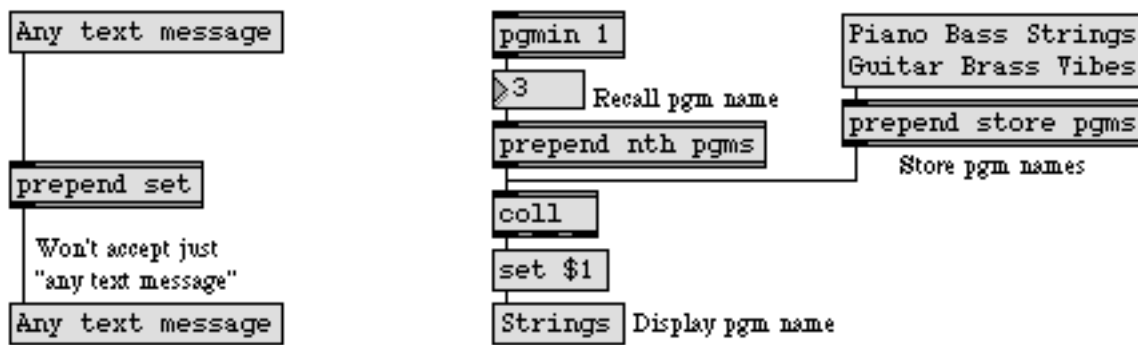 Any text message
prepend set
Won't accept just
"any text message"
Any text message
pgmin 1
3
Recall pgm name
prepend nth pgms
coll
set $1
Strings
Display pgm name
Piano Bass Strings
Guitar Brass Vibes
prepend store pgms
Store pgm names